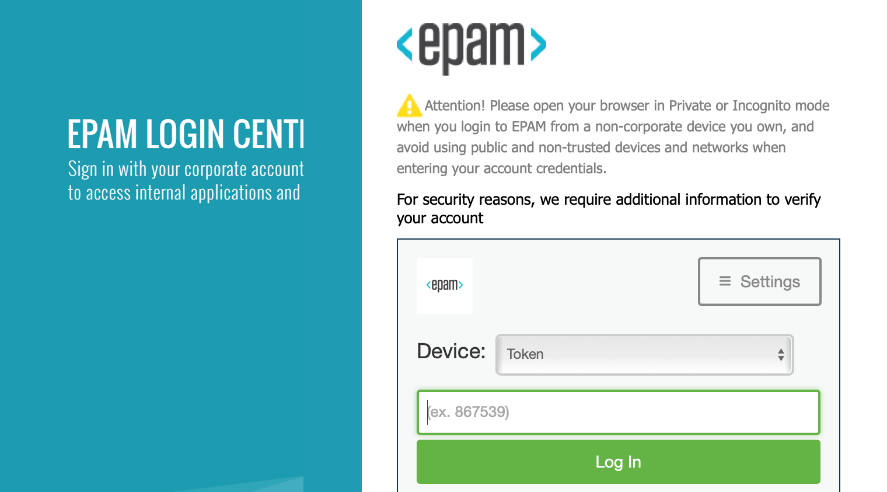 EPAM LOGIN CENT
Sign in with your corporate account
to access internal applications and
<epam>
Attention! Please open your browser in Private or Incognito mode
when you login to EPAM from a non-corporate device you own, and
avoid using public and non-trusted devices and networks when
entering your account credentials.
For security reasons, we require additional information to verify
your account
<epam>
≡ Settings
Device:
Token
(ex. 867539)
Log In